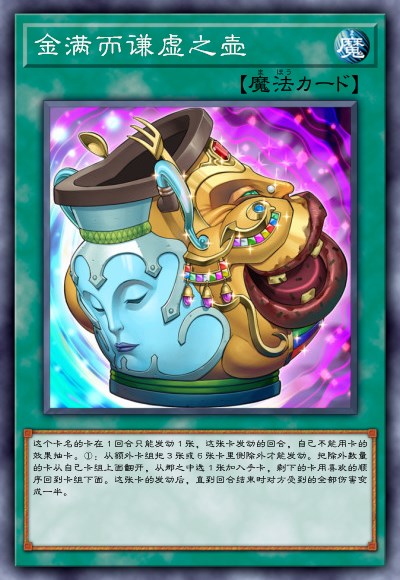 金满而谦虚之壶
魔
【魔法カード】
ま ほう
这个卡名的卡在1回合只能发动1张，这张卡发动的回合，自己不能用卡的
效果抽卡。①：从额外卡组把3张或6张卡里侧除外才能发动。把除外数量
的卡从自己卡组上面翻开，从那之中选1张加入手卡，剩下的卡用喜欢的顺
序回到卡组下面。这张卡的发动后，直到回合结束时对方受到的全部伤害变
成一半。